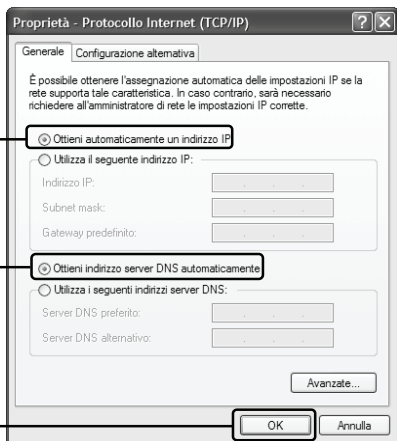 Proprietà - Protocollo Internet (TCP/IP)
Generale
Configurazione alternativa
È possibile ottenere l'assegnazione automatica delle impostazioni IP se la
rete supporta tale caratteristica. In caso contrario, sarà necessario
richiedere all'amministratore di rete le impostazioni IP corrette.
Ottieni automaticamente un indirizzo IP
Utilizza il seguente indirizzo IP:
Indirizzo IP:
Subnet mask:
Gateway predefinito:
Ottieni indirizzo server DNS automaticamente
Utilizza i seguenti indirizzi server DNS:
Server DNS preferito:
Server DNS alternativo:
Avanzate...
OK
Annulla